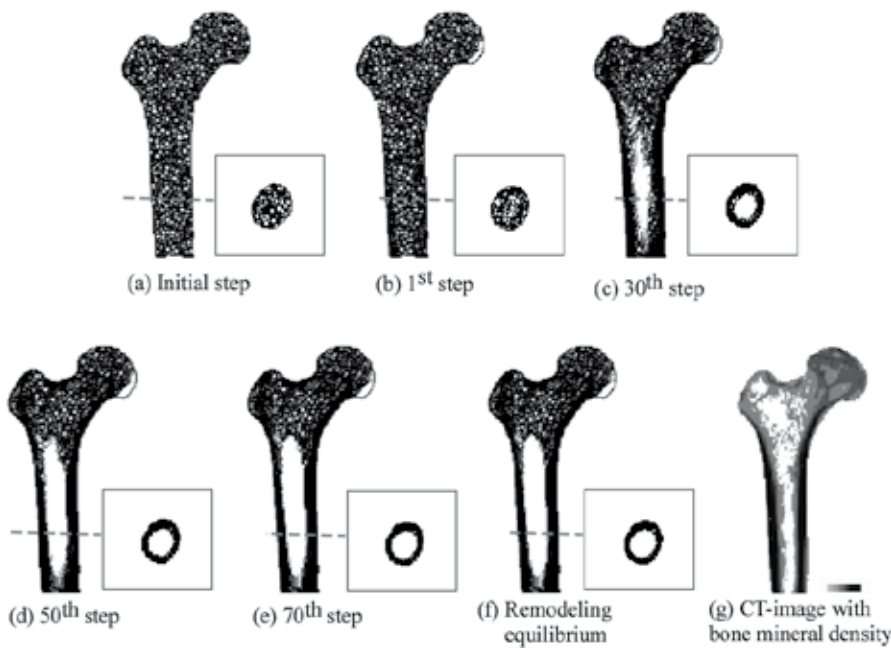 (a) Initial step
(b) 1st step
(c) 30th step
(d) 50th step
(e) 70th step
(f) Remodeling
equilibrium
(g) CT-image with
bone mineral density